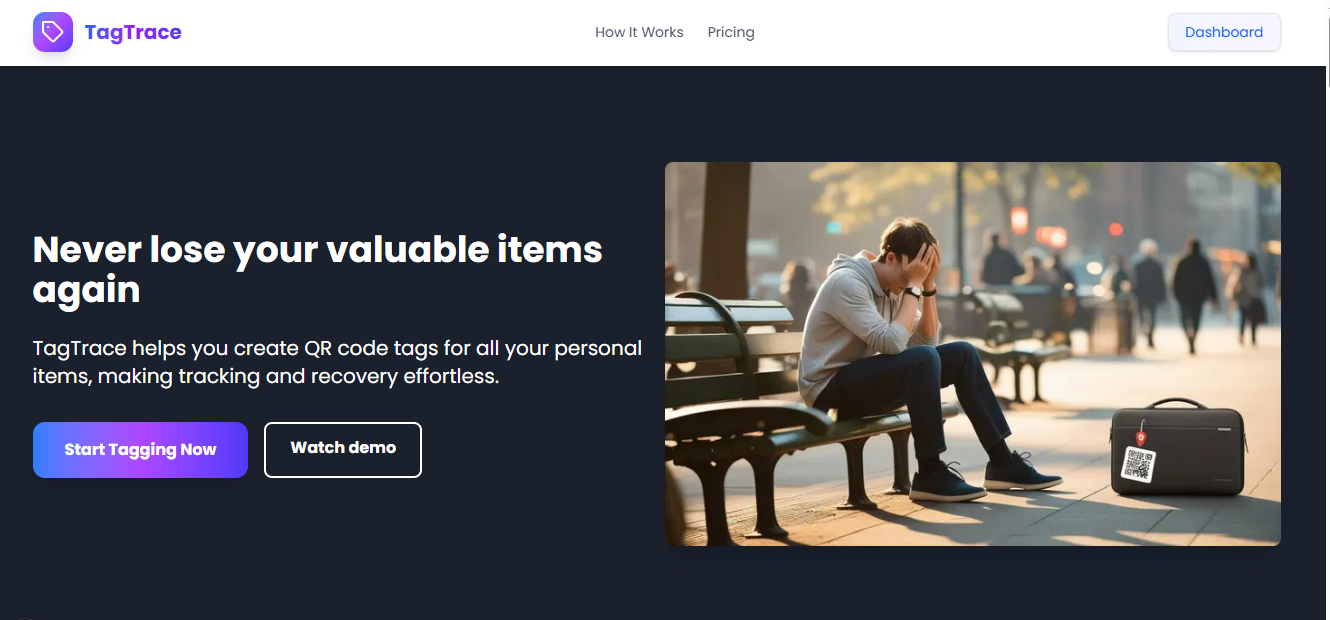 TagTrace
How It Works
Pricing
Dashboard
Never lose your valuable items
again
TagTrace helps you create QR code tags for all your personal
items, making tracking and recovery effortless.
Start Tagging Now
Watch demo